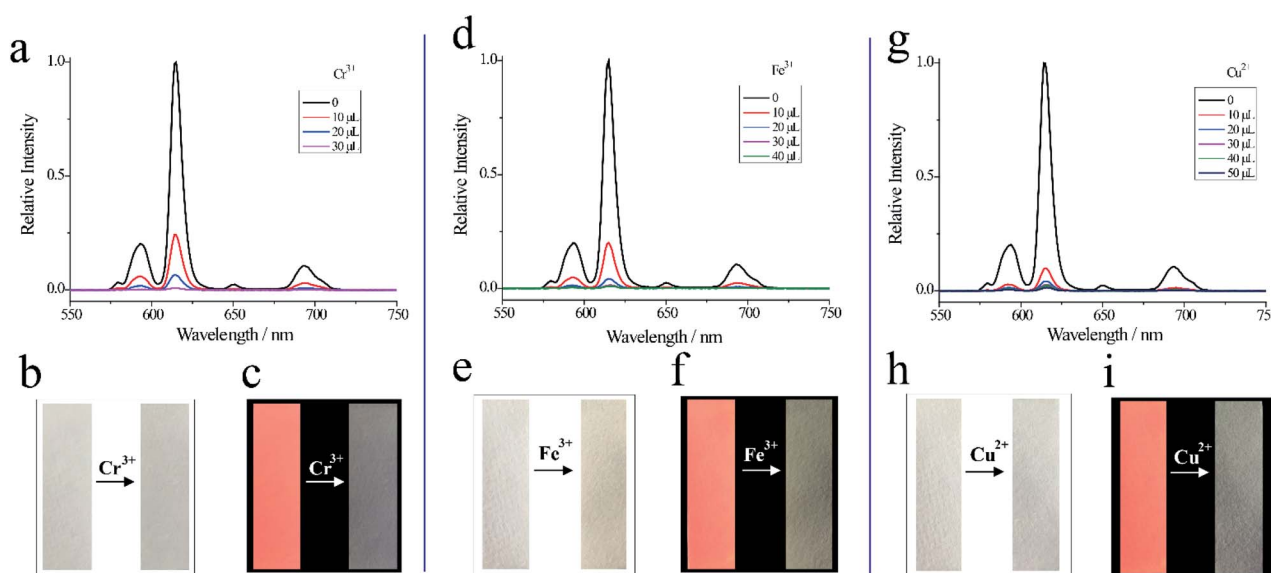 a
Cr³⁺
0
10 µL
20 µL
30 µL
1.0
0.5
0.0
Relative Intensity
550
600
650
700
750
Wavelength / nm
b
Cr³⁺
c
Cr³⁺
d
Fe³⁺
0
10 µL
20 µL
30 µL
40 µL
1.0
0.5
0.0
Relative Intensity
550
600
650
700
750
Wavelength / nm
e
Fe³⁺
f
Fe³⁺
g
Cu²⁺
0
10 µL
20 µL
30 µL
40 µL
50 µL
1.0
0.5
0.0
Relative Intensity
550
600
650
700
75
Wavelength / nm
h
Cu²⁺
i
Cu²⁺